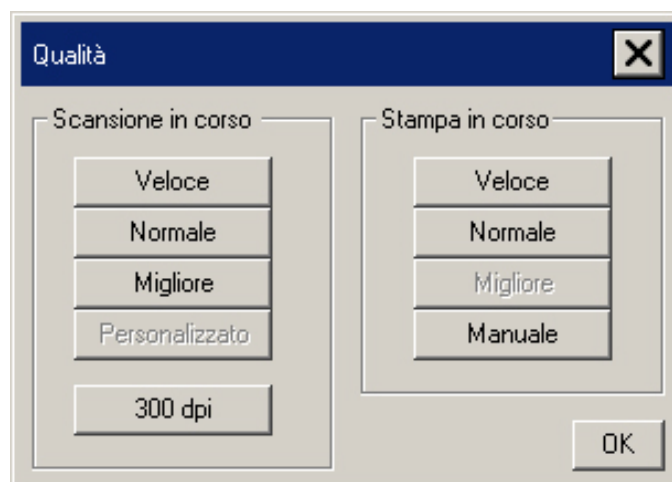 Qualità
Scansione in corso
Veloce
Normale
Migliore
Personalizzato
300 dpi
Stampa in corso
Veloce
Normale
Migliore
Manuale
OK